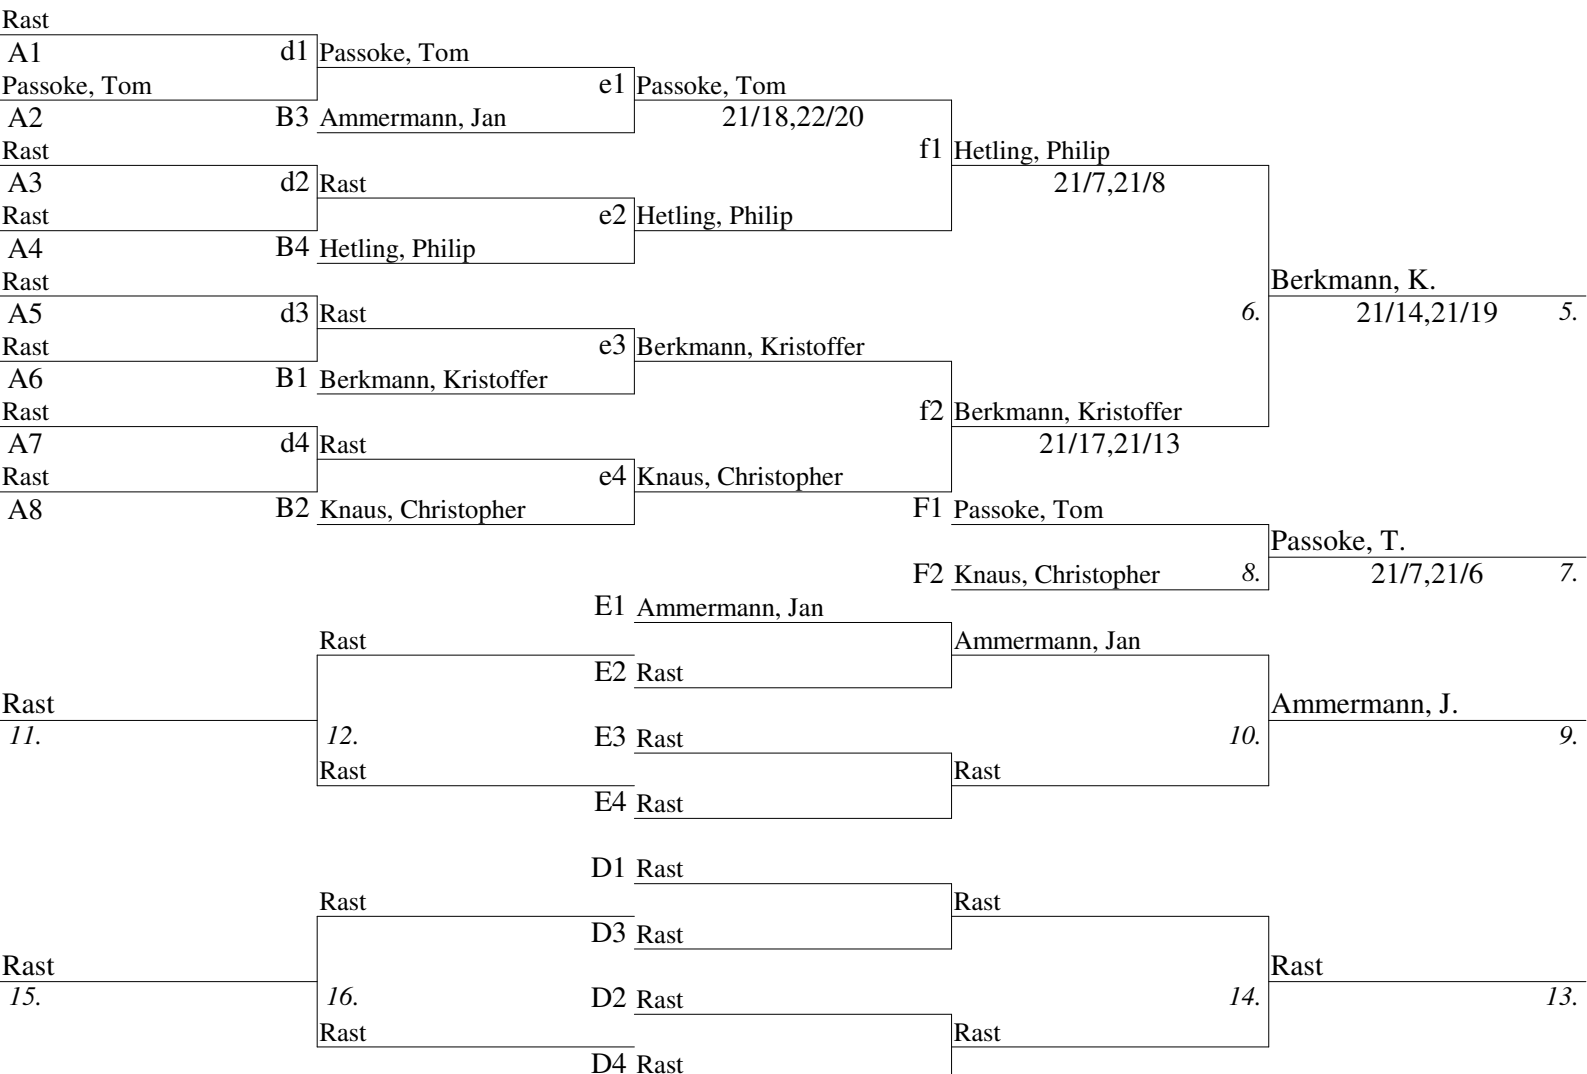 Rast
A1 d1 Passoke, Tom
Passoke, Tom e1 Passoke, Tom
A2 B3 Ammermann, Jan 21/18,22/20
Rast f1 Hetling, Philip
A3 d2 Rast 21/7,21/8
Rast e2 Hetling, Philip
A4 B4 Hetling, Philip
Rast Berkmann, K.
A5 d3 Rast 6. 21/14,21/19 5.
Rast e3 Berkmann, Kristoffer
A6 B1 Berkmann, Kristoffer
Rast f2 Berkmann, Kristoffer
A7 d4 Rast 21/17,21/13
Rast e4 Knaus, Christopher
A8 B2 Knaus, Christopher F1 Passoke, Tom
Passoke, T.
F2 Knaus, Christopher 8. 21/7,21/6 7.
E1 Ammermann, Jan
Rast Ammermann, Jan
E2 Rast
Rast Ammermann, J.
11. 12. E3 Rast 10. 9.
Rast Rast
E4 Rast
D1 Rast
Rast Rast
D3 Rast
Rast Rast
15. 16. D2 Rast 14. 13.
Rast Rast
D4 Rast